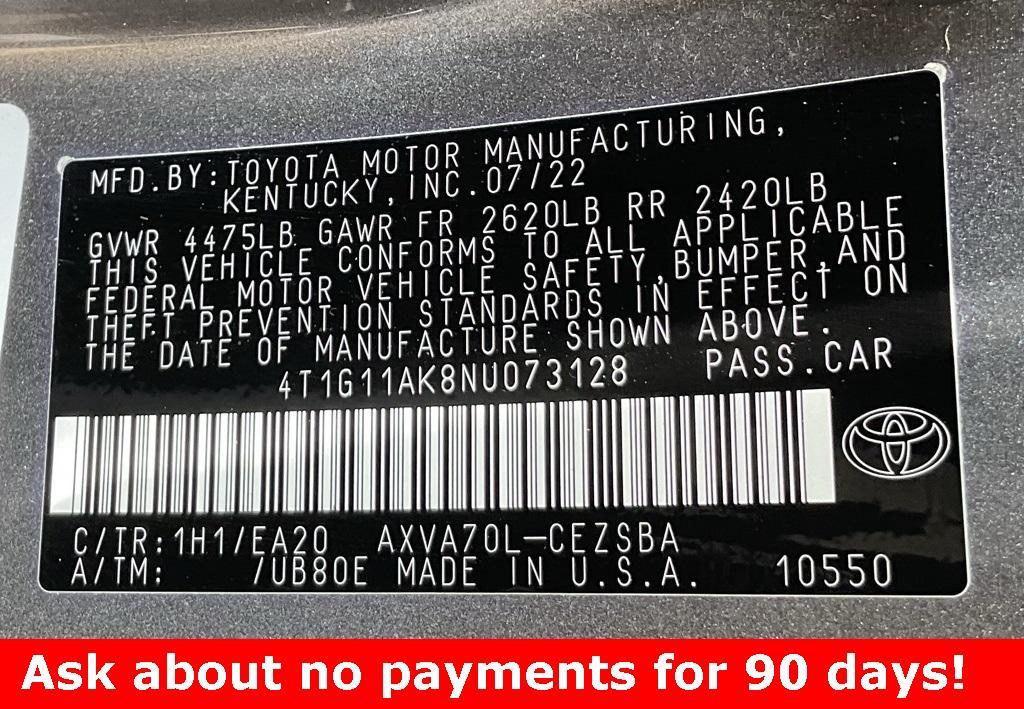 MFD.BY:TOYOTA MOTOR MANUFACTURING,
KENTUCKY, INC.07/22
GVWR 4475LB GAWR FR 2620LB RR 2420LB
THIS VEHICLE CONFORMS TO ALL APPLICABLE
FEDERAL MOTOR VEHICLE SAFETY,BUMPER,AND
THEFT PREVENTION STANDARDS IN EFFECT ON
THE DATE OF MANUFACTURE SHOWN ABOVE.
4T1G11AK8NU073128 PASS.CAR
C/TR:1H1/EA20 AXVA70L-CEZSBA
A/TM: /UB80E MADE IN U.S.A. 10550
Ask about no payments for 90 days!